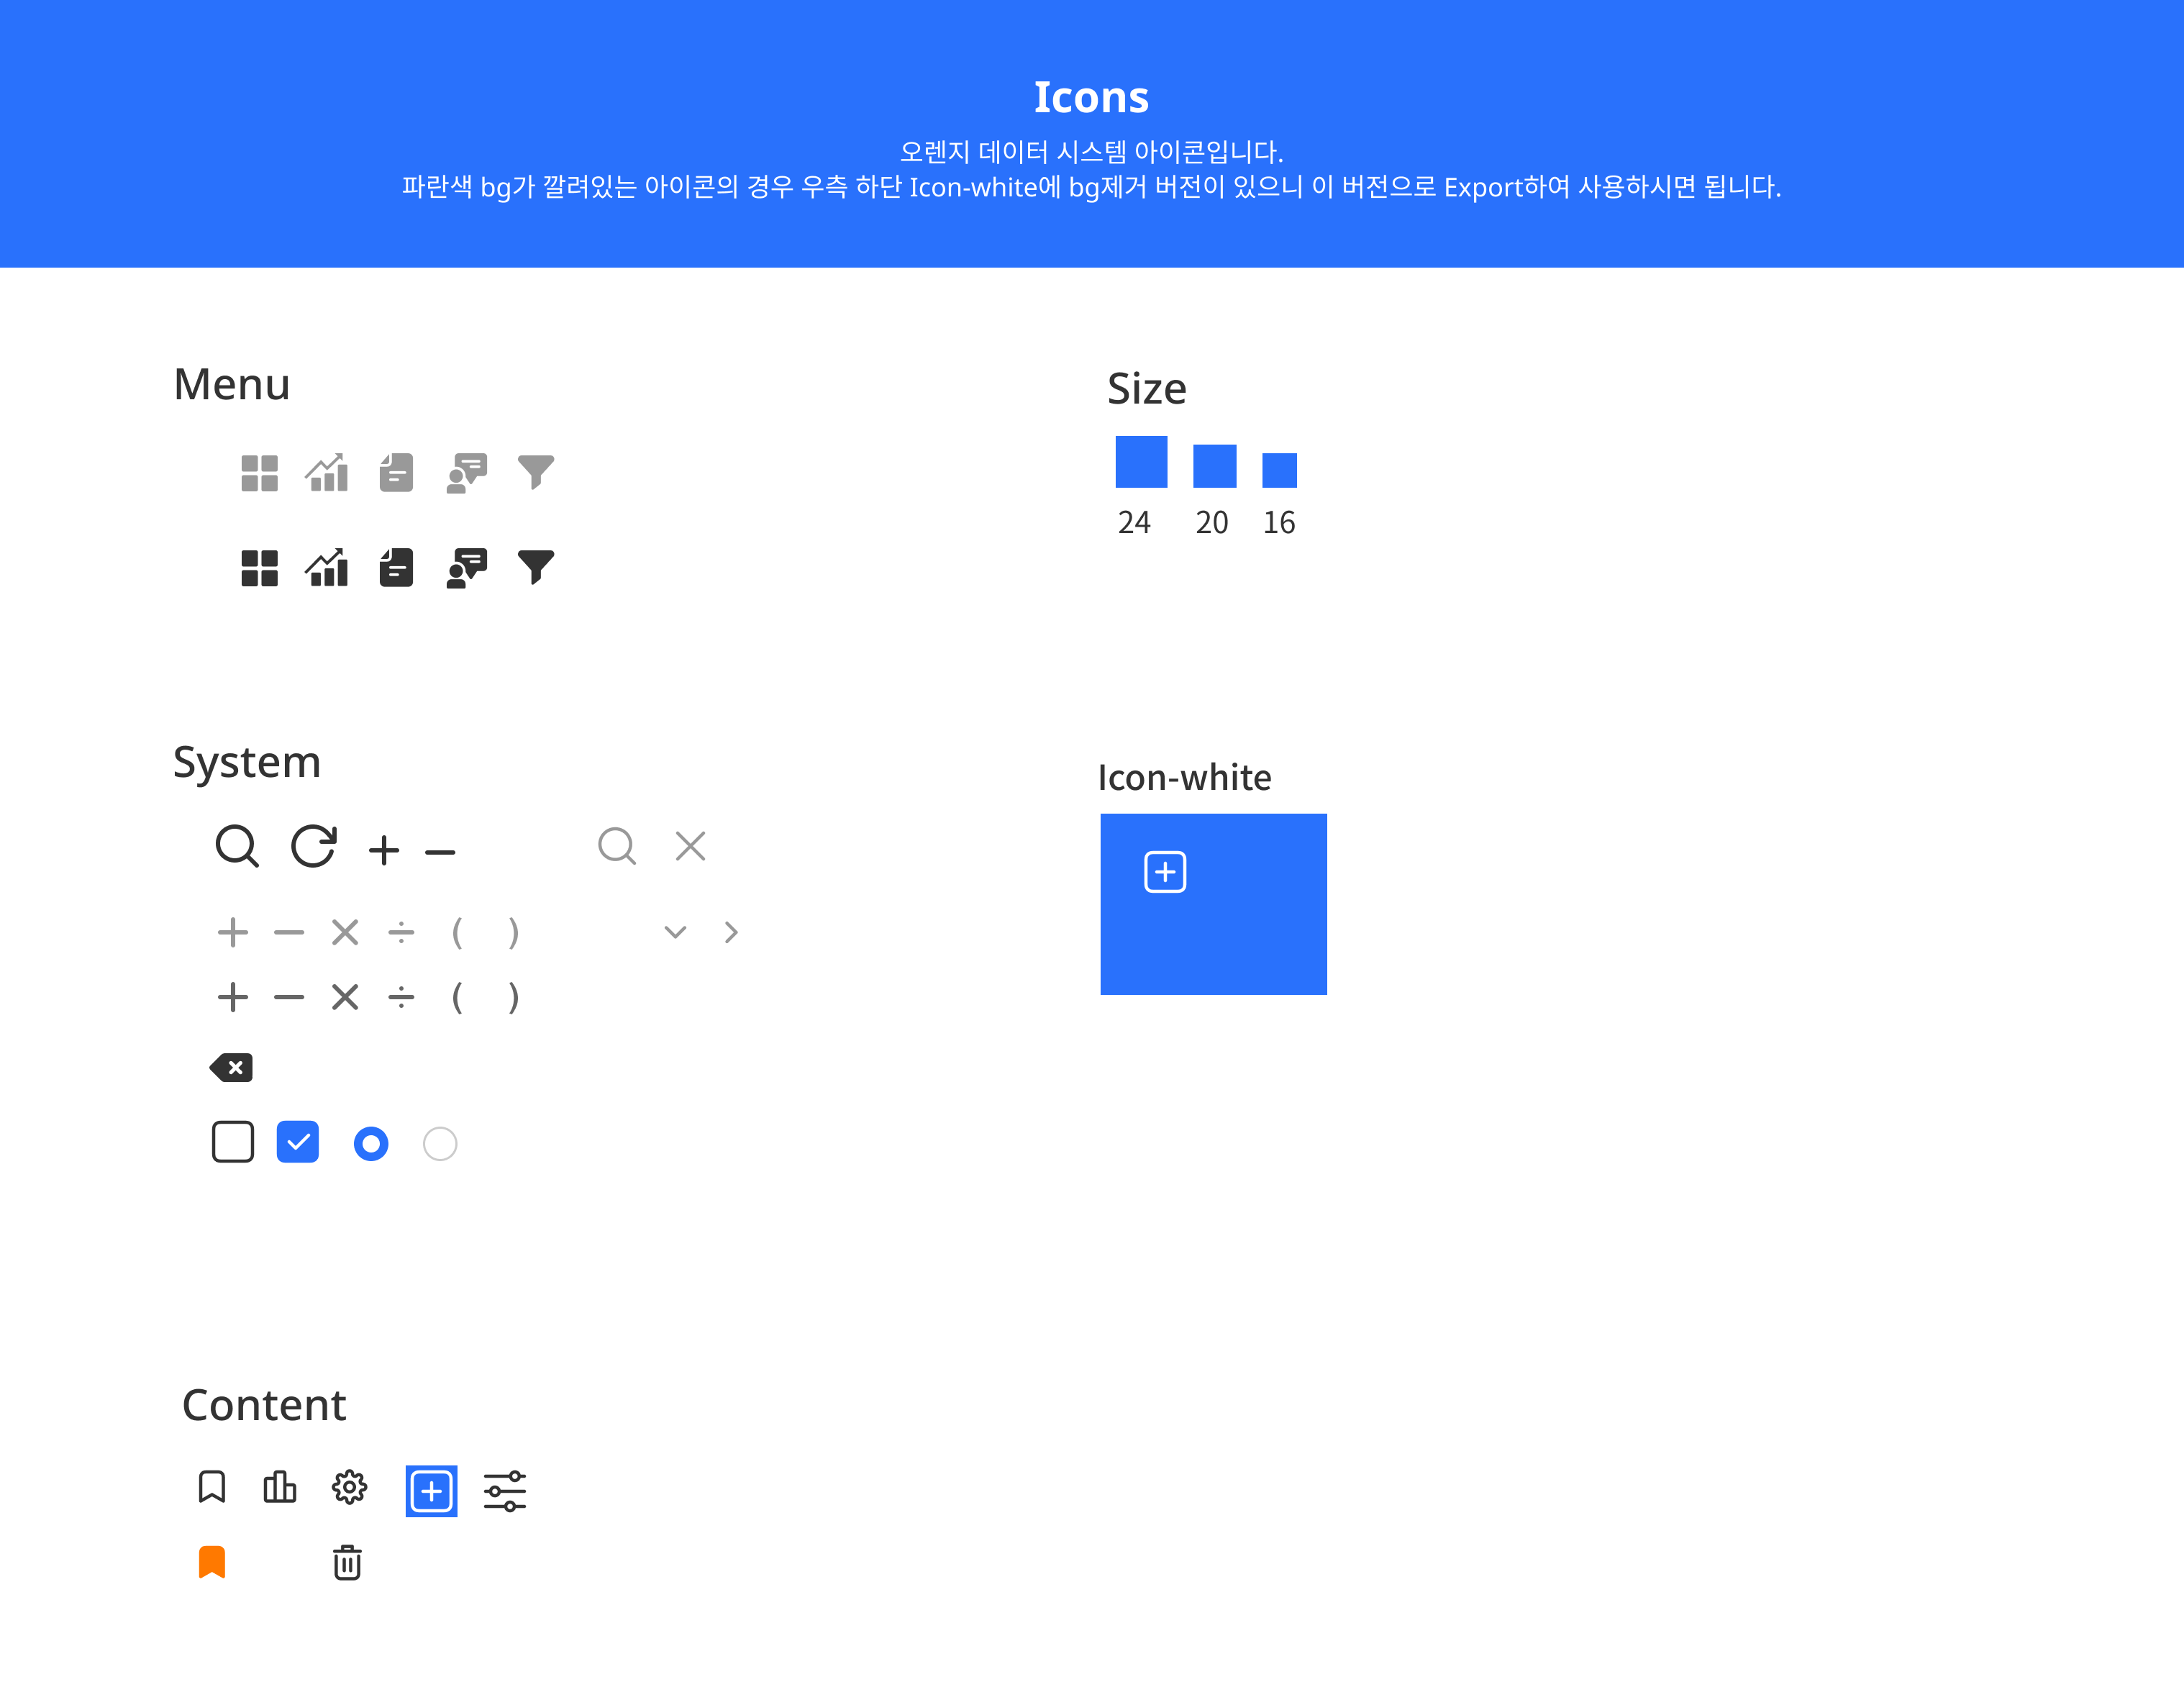 Icons
오렌지 데이터 시스템 아이콘입니다.
파란색 bg가 깔려있는 아이콘의 경우 우측 하단 Icon-white에 bg제거 버전이 있으니 이 버전으로 Export하여 사용하시면 됩니다.
Menu
Size
24 20 16
System
Icon-white
Content